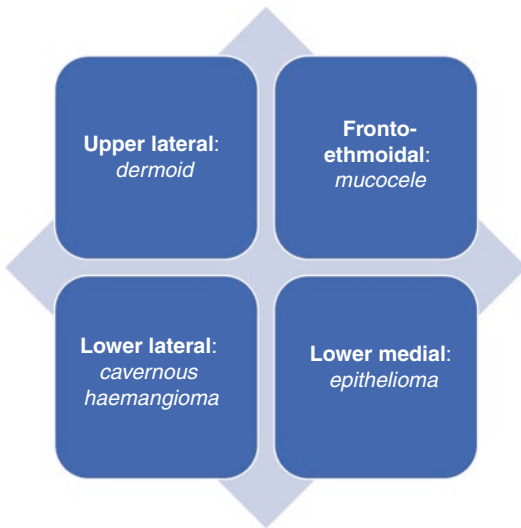 Upper lateral:
dermoid
Fronto-
ethmoidal:
mucocele
Lower lateral:
cavernous
haemangioma
Lower medial:
epithelioma